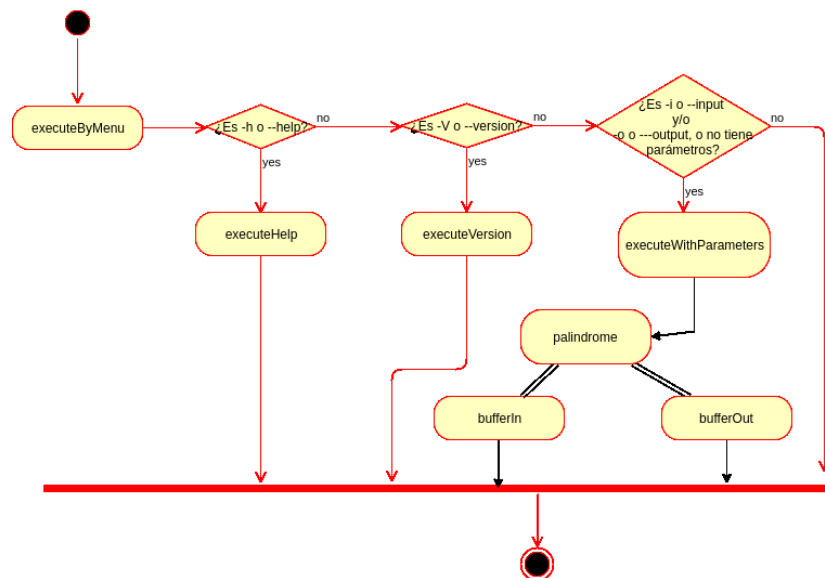 executeByMenu
¿Es -h o --help?
no
yes
¿Es -V o --version?
no
yes
¿Es -i o --input
y/o
-o o ---output, o no tiene
parámetros?
no
yes
executeHelp
executeVersion
executeWithParameters
palindrome
bufferIn
bufferOut